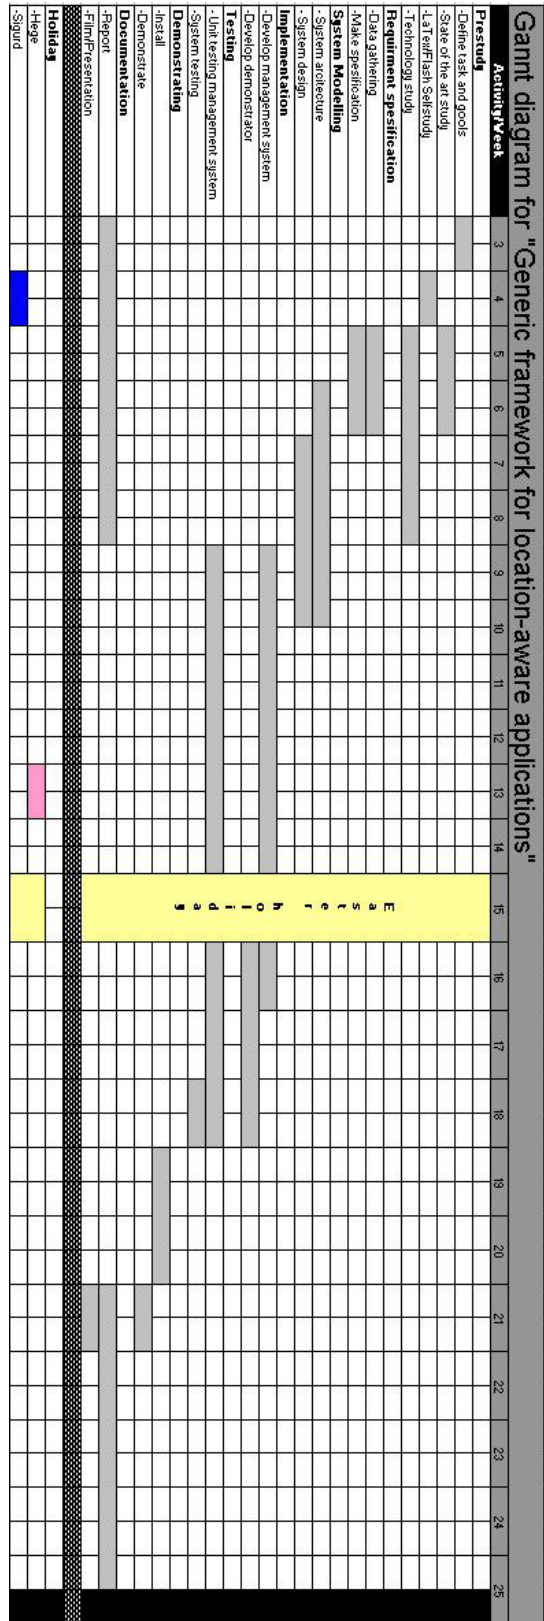 Gannt diagram for "Generic framework for location-aware applications"
Activity/Week 3 4 5 6 7 8 9 10 11 12 13 14 15 16 17 18 19 20 21 22 23 24 25
Prestudy
-Define task and gools
-State of the art study
-LaTex/Flash Selfstudy
-Technology study
Requirment spesification
-Data gathering
-Make spesification
System Modelling
- System arcitecture
- System design
Implementation
-Develop management system
-Develop demonstrator
Testing
- Unit testing management system
-System testing
Demonstrating
-Install
-Demonstrate
Documentation
-Report
-Film/Presentation
Easter holiday
Holiday
-Hege
-Sigurd